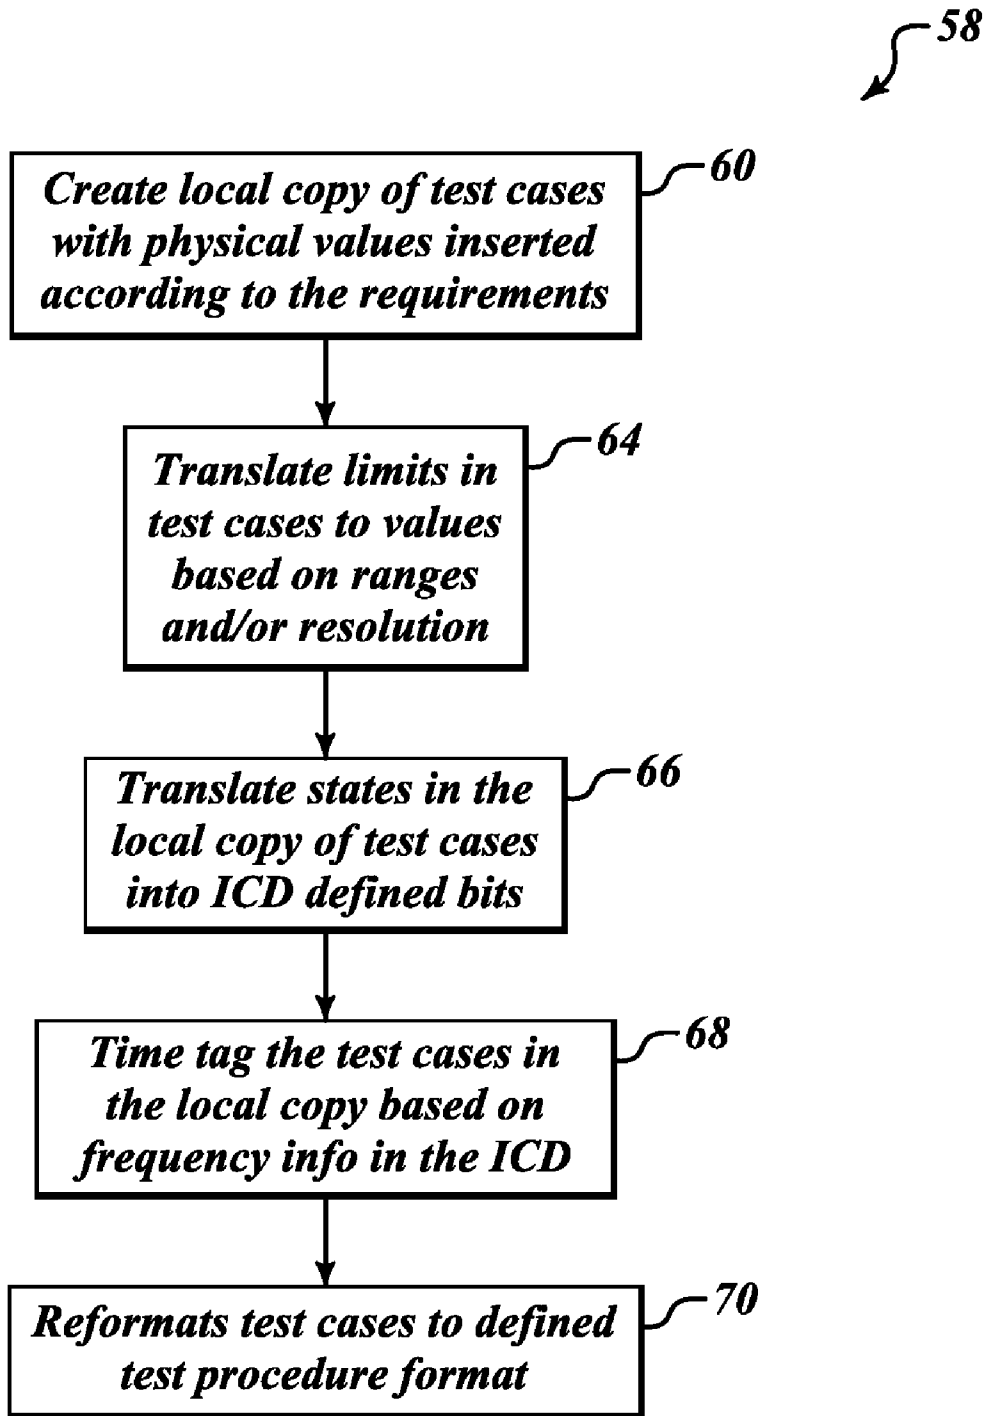 58
60
Create local copy of test cases
with physical values inserted
according to the requirements
64
Translate limits in
test cases to values
based on ranges
and/or resolution
66
Translate states in the
local copy of test cases
into ICD defined bits
68
Time tag the test cases in
the local copy based on
frequency info in the ICD
70
Reformats test cases to defined
test procedure format